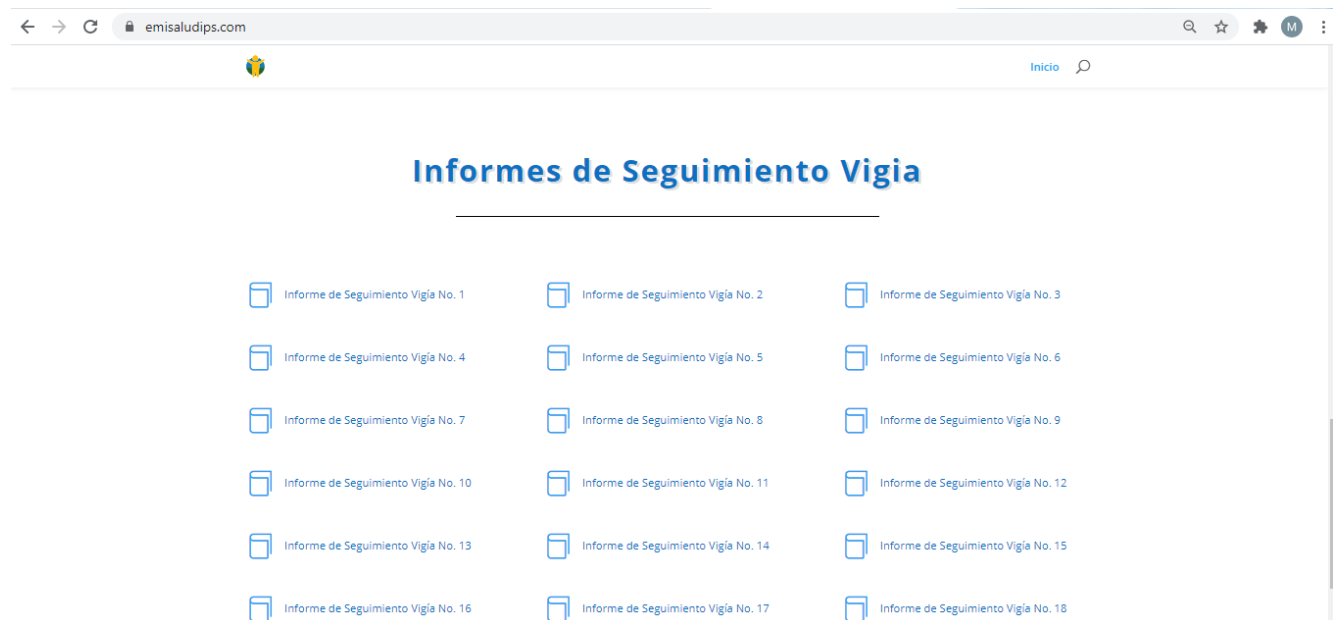 emisaludips.com
M
Inicio
Informes de Seguimiento Vigia
Informe de Seguimiento Vigía No. 1
Informe de Seguimiento Vigía No. 2
Informe de Seguimiento Vigía No. 3
Informe de Seguimiento Vigía No. 4
Informe de Seguimiento Vigía No. 5
Informe de Seguimiento Vigía No. 6
Informe de Seguimiento Vigía No. 7
Informe de Seguimiento Vigía No. 8
Informe de Seguimiento Vigía No. 9
Informe de Seguimiento Vigía No. 10
Informe de Seguimiento Vigía No. 11
Informe de Seguimiento Vigía No. 12
Informe de Seguimiento Vigía No. 13
Informe de Seguimiento Vigía No. 14
Informe de Seguimiento Vigía No. 15
Informe de Seguimiento Vigía No. 16
Informe de Seguimiento Vigía No. 17
Informe de Seguimiento Vigía No. 18